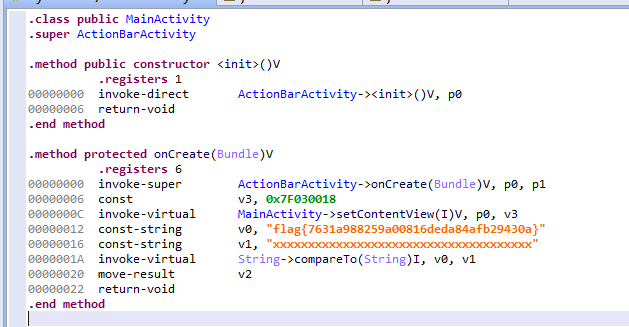 .class public MainActivity
.super ActionBarActivity
.method public constructor <init>()V
.registers 1
00000000 invoke-direct ActionBarActivity-><init>()V, p0
00000006 return-void
.end method
.method protected onCreate(Bundle)V
.registers 6
00000000 invoke-super ActionBarActivity->onCreate(Bundle)V, p0, p1
00000006 const v3, 0x7F030018
0000000C invoke-virtual MainActivity->setContentView(I)V, p0, v3
00000012 const-string v0, "flag{7631a988259a00816deda84afb29430a}"
00000016 const-string v1, "xxxxxxxxxxxxxxxxxxxxxxxxxxxxxxxxxxxxxx"
0000001A invoke-virtual String->compareTo(String)I, v0, v1
00000020 move-result v2
00000022 return-void
.end method